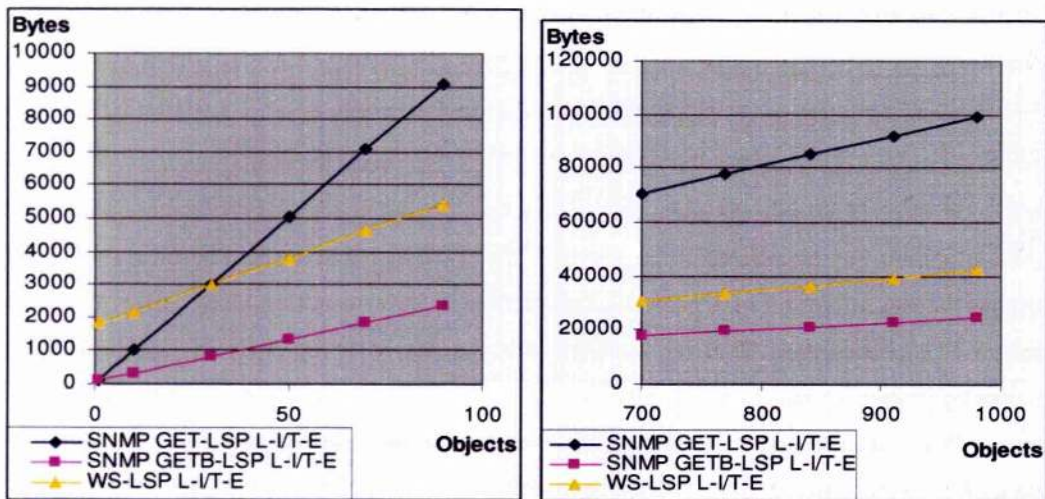 Bytes
10000
9000
8000
7000
6000
5000
4000
3000
2000
1000
0
0 50 100
Objects
SNMP GET-LSP L-I/T-E
SNMP GETB-LSP L-I/T-E
WS-LSP L-I/T-E
Bytes
120000
100000
80000
60000
40000
20000
0
700 800 900 1000
Objects
SNMP GET-LSP L-I/T-E
SNMP GETB-LSP L-I/T-E
WS-LSP L-I/T-E